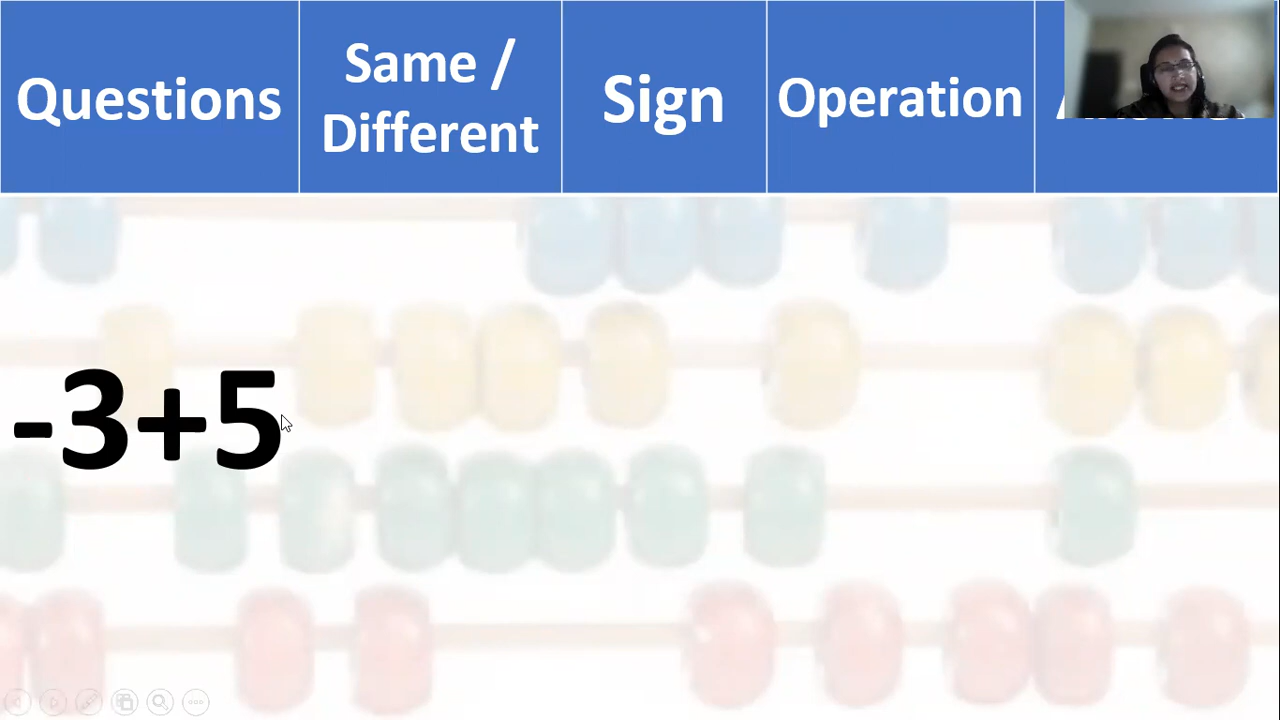 Questions
Same /
Different
Sign
Operation
-3+5